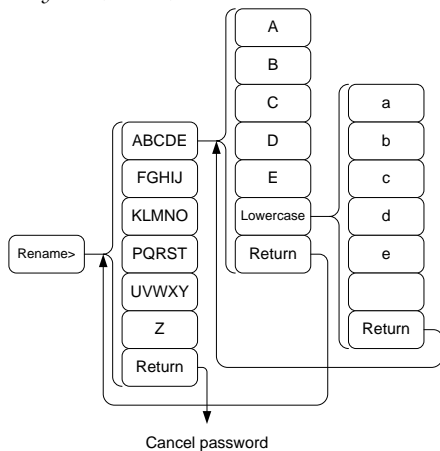 Rename>
ABCDE
FGHIJ
KLMNO
PQRST
UVWXY
Z
Return
A
B
C
D
E
Lowercase
Return
a
b
c
d
e
Return
Cancel password